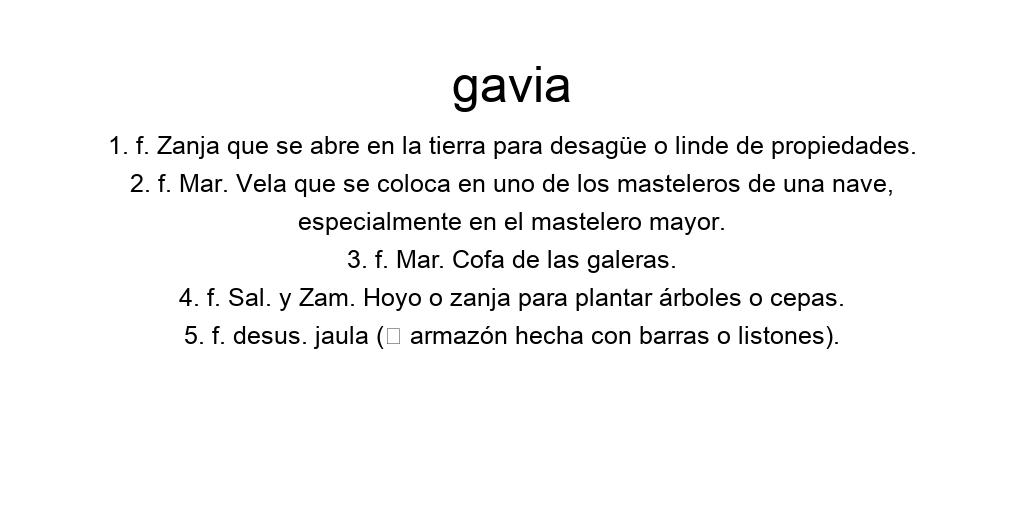 gavia
1. f. Zanja que se abre en la tierra para desagüe o linde de propiedades.
2. f. Mar. Vela que se coloca en uno de los masteleros de una nave,
especialmente en el mastelero mayor.
3. f. Mar. Cofa de las galeras.
4. f. Sal. y Zam. Hoyo o zanja para plantar árboles o cepas.
5. f. desus. jaula (▯ armazón hecha con barras o listones).